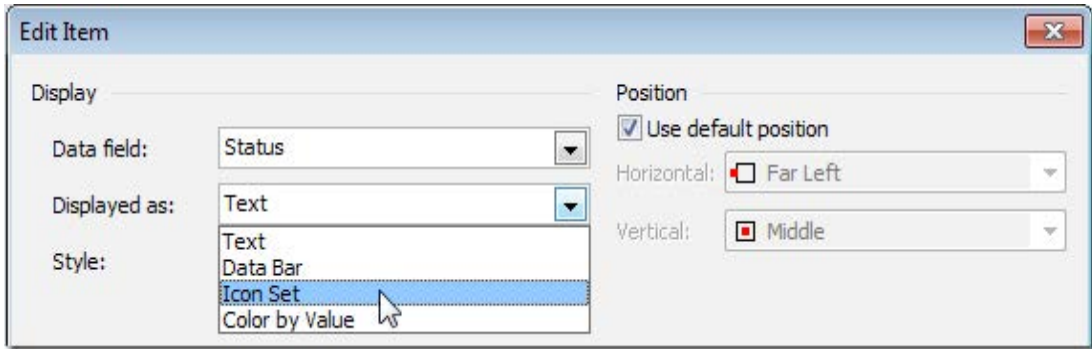 Edit Item
Display
Data field: Status
Displayed as: Text
Text
Data Bar
Icon Set
Color by Value
Style:
Position
Use default position
Horizontal: Far Left
Vertical: Middle